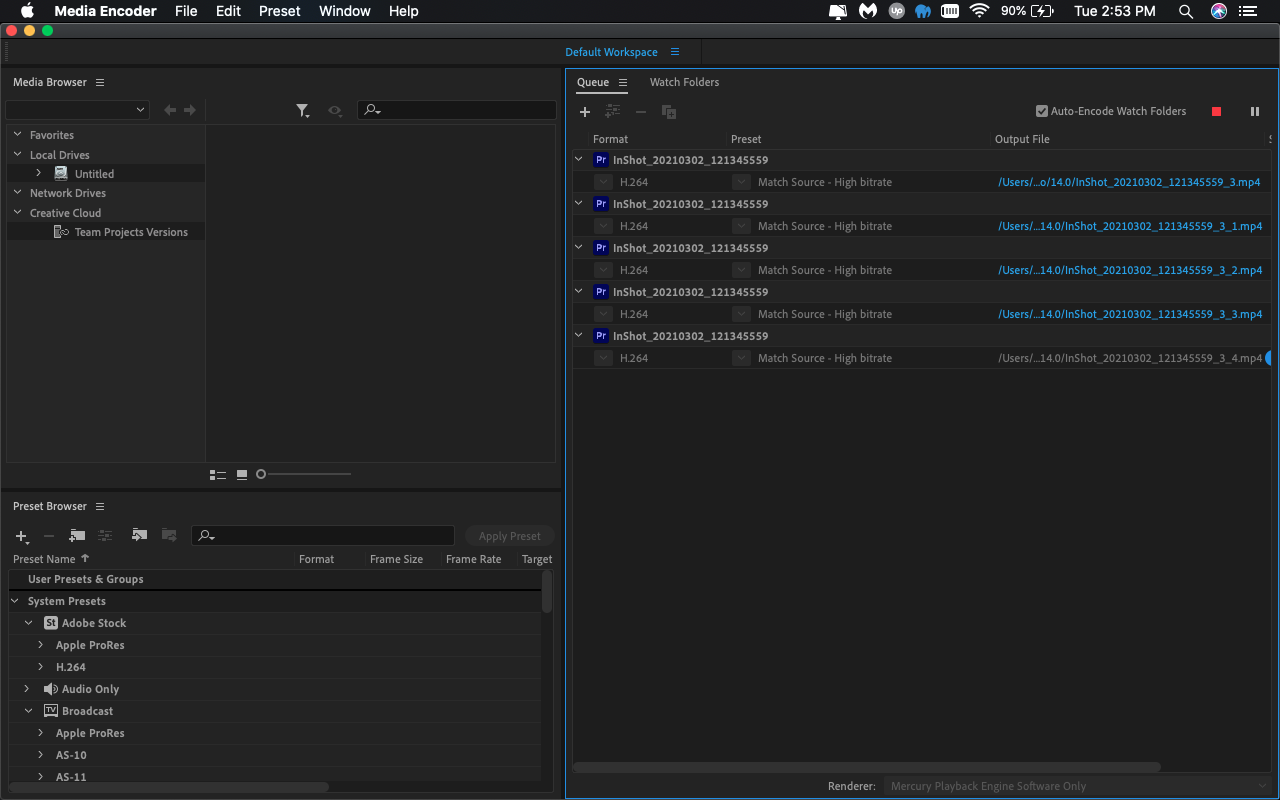 Media Encoder File Edit Preset Window Help 90% Tue 2:53 PM
Default Workspace
Media Browser
Favorites
Local Drives
Untitled
Network Drives
Creative Cloud
Team Projects Versions
Queue Watch Folders
Auto-Encode Watch Folders
Format Preset Output File
Pr InShot_20210302_121345559
H.264 Match Source - High bitrate /Users/...o/14.0/InShot_20210302_121345559_3.mp4
Pr InShot_20210302_121345559
H.264 Match Source - High bitrate /Users/...14.0/InShot_20210302_121345559_3_1.mp4
Pr InShot_20210302_121345559
H.264 Match Source - High bitrate /Users/...14.0/InShot_20210302_121345559_3_2.mp4
Pr InShot_20210302_121345559
H.264 Match Source - High bitrate /Users/...14.0/InShot_20210302_121345559_3_3.mp4
Pr InShot_20210302_121345559
H.264 Match Source - High bitrate /Users/...14.0/InShot_20210302_121345559_3_4.mp4
Preset Browser
Apply Preset
Preset Name Format Frame Size Frame Rate Target
User Presets & Groups
System Presets
St Adobe Stock
Apple ProRes
H.264
Audio Only
TV Broadcast
Apple ProRes
AS-10
AS-11
Renderer: Mercury Playback Engine Software Only